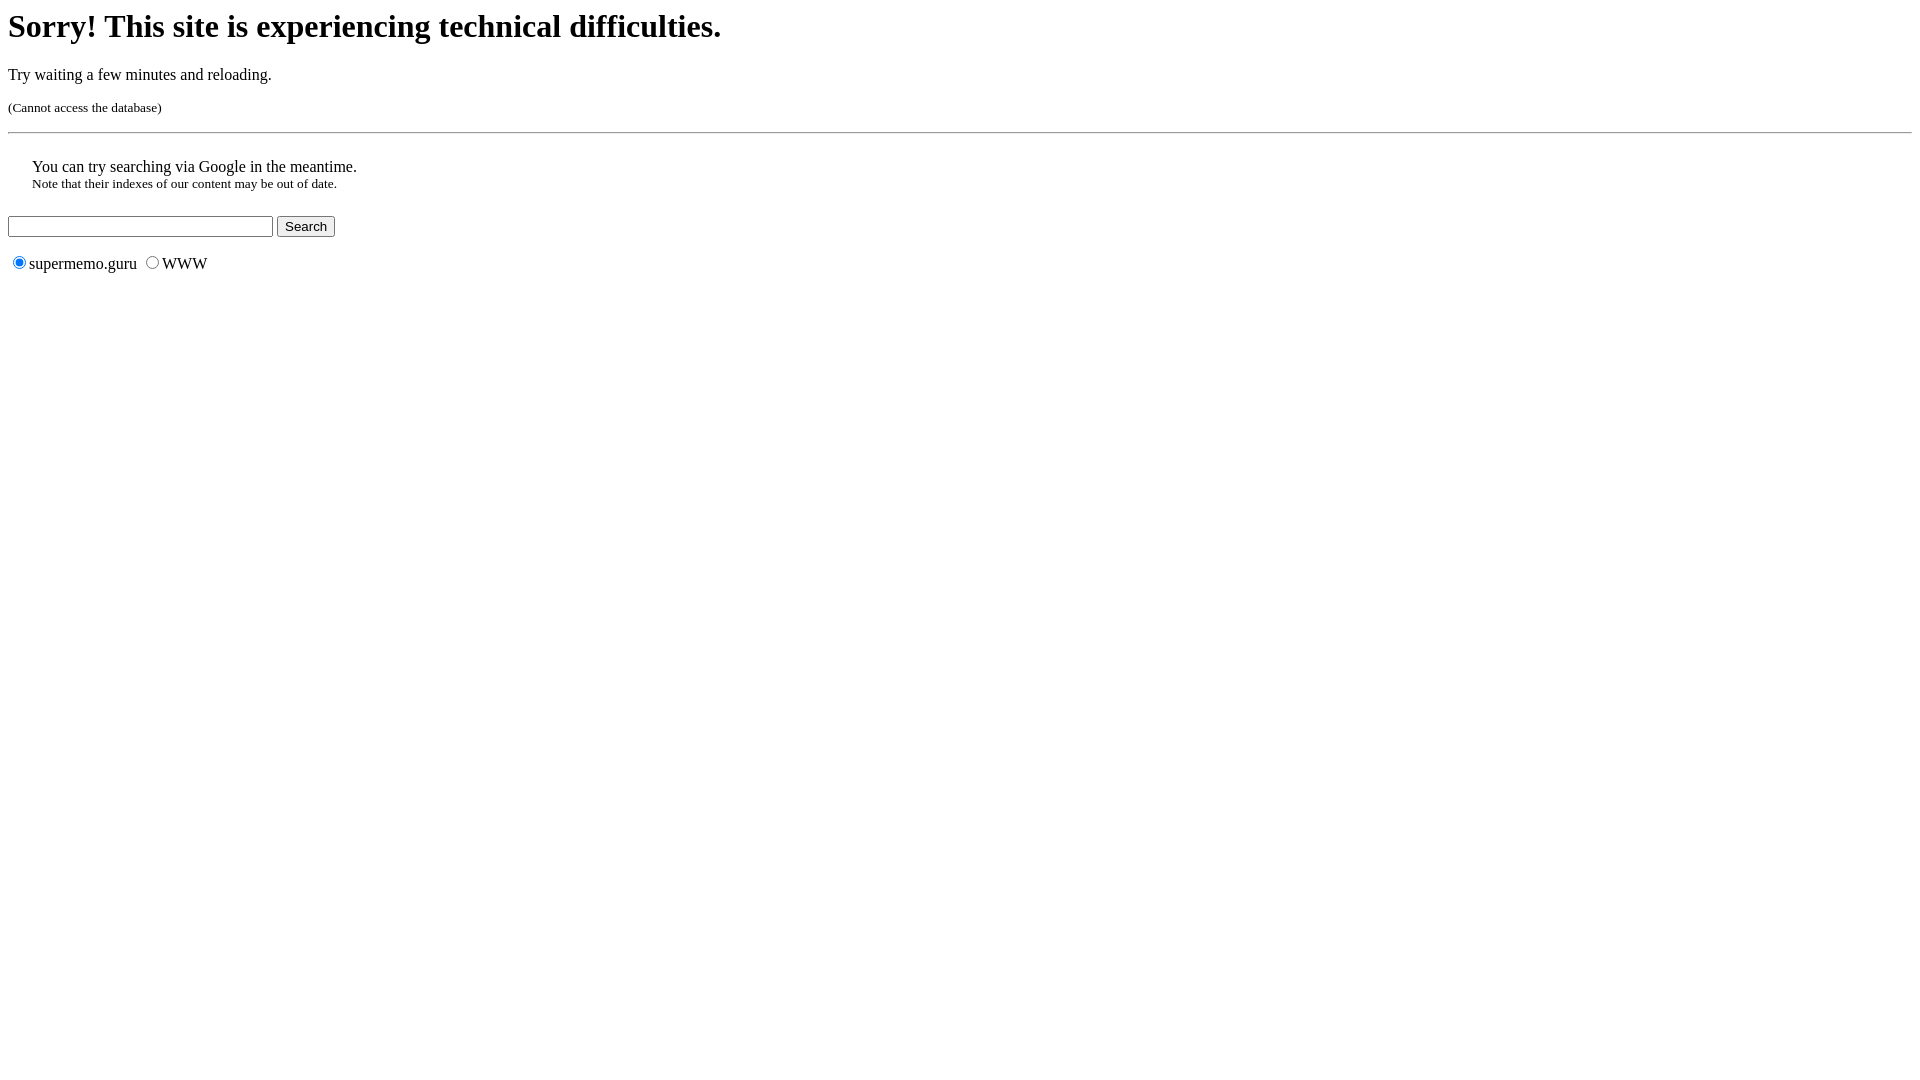 Sorry! This site is experiencing technical difficulties.
Try waiting a few minutes and reloading.
(Cannot access the database)
You can try searching via Google in the meantime.
Note that their indexes of our content may be out of date.
Search
supermemo.guru WWW